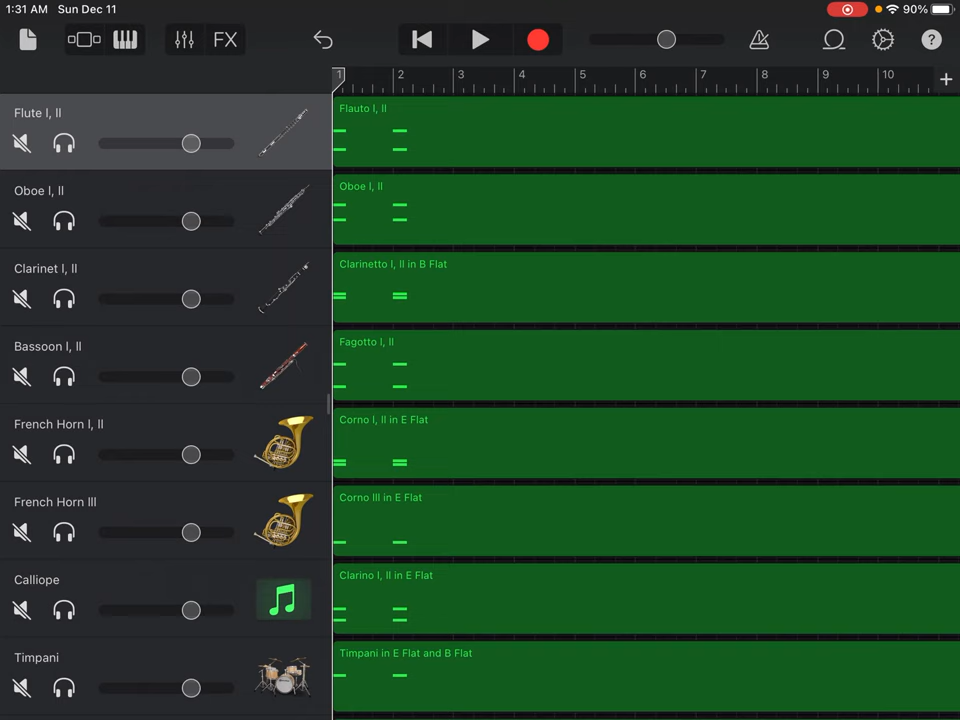 1:31 AM Sun Dec 11
90%
FX
?
1 2 3 4 5 6 7 8 9 10
+
Flute I, II
Flauto I, II
Oboe I, II
Oboe I, II
Clarinet I, II
Clarinetto I, II in B Flat
Bassoon I, II
Fagotto I, II
French Horn I, II
Corno I, II in E Flat
French Horn III
Corno III in E Flat
Calliope
Clarino I, II in E Flat
Timpani
Timpani in E Flat and B Flat